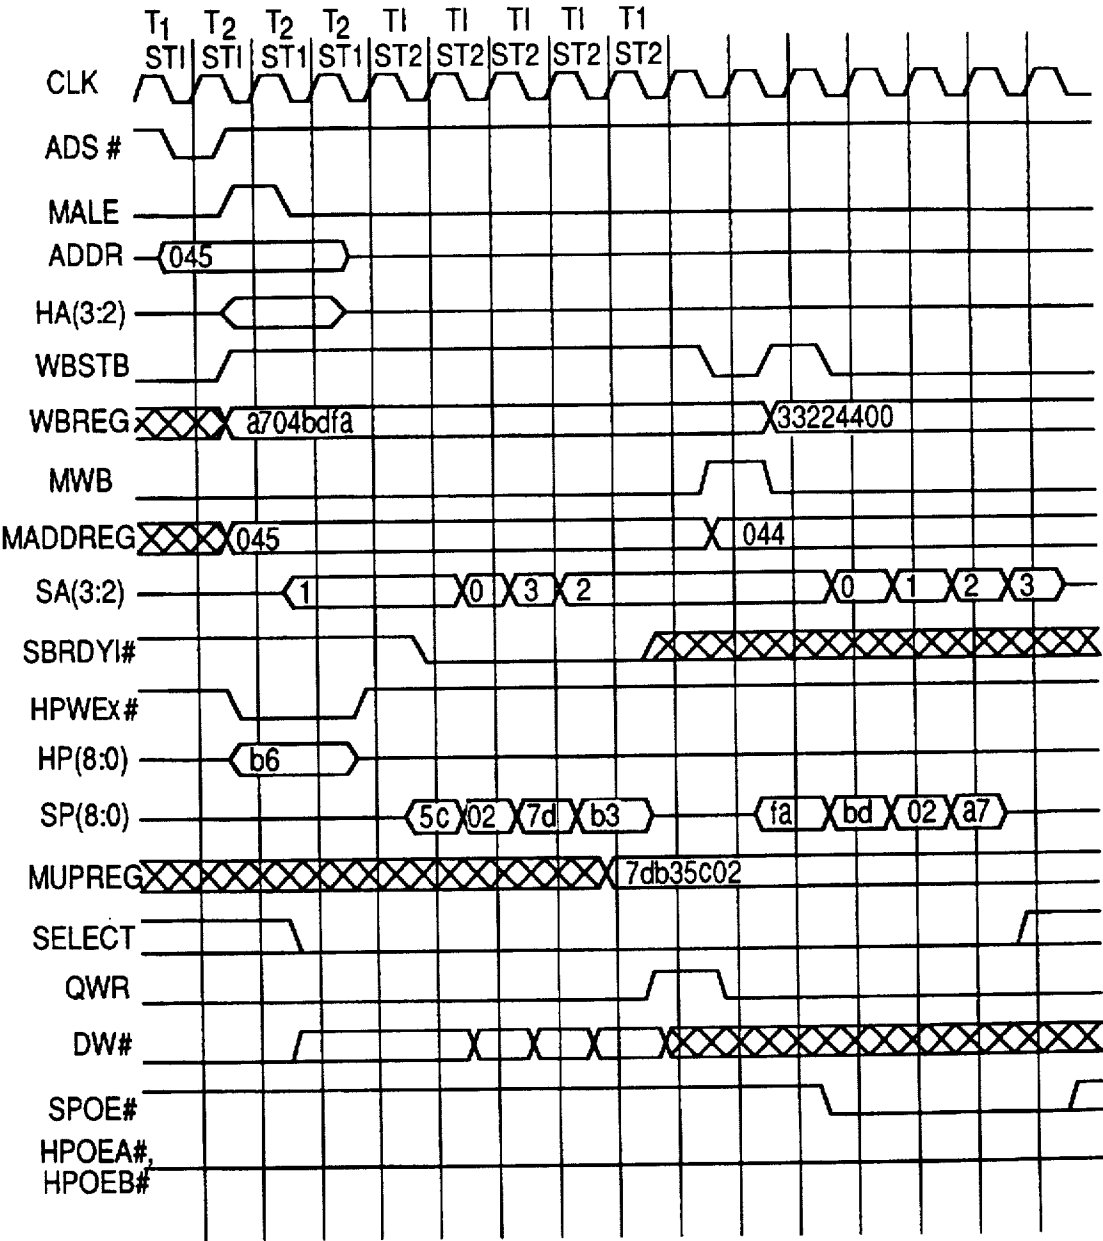 T1 T2 T2 T2 TI TI TI TI T1
STI STI ST1 ST1 ST2 ST2 ST2 ST2 ST2
CLK
ADS #
MALE
ADDR 045
HA(3:2)
WBSTB
WBREG a704bdfa 33224400
MWB
MADDREG 045 044
SA(3:2) 1 0 3 2 0 1 2 3
SBRDYI#
HPWEx#
HP(8:0) b6
SP(8:0) 5c 02 7d b3 fa bd 02 a7
MUPREG 7db35c02
SELECT
QWR
DW#
SPOE#
HPOEA#,
HPOEB#